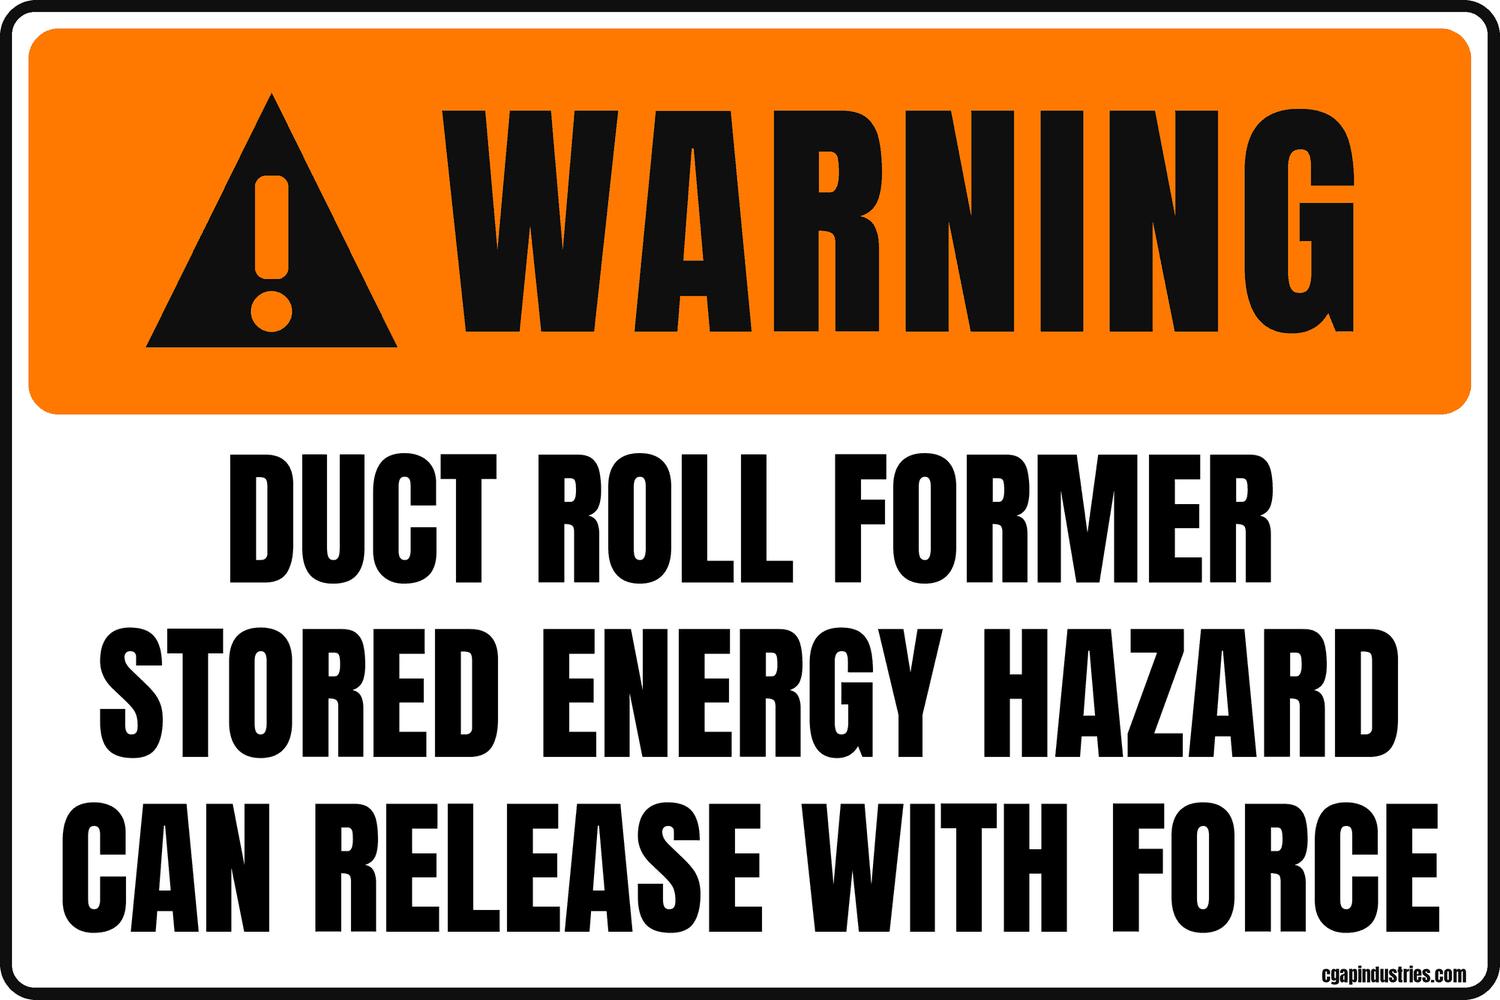 WARNING
DUCT ROLL FORMER
STORED ENERGY HAZARD
CAN RELEASE WITH FORCE
cgapindustries.com